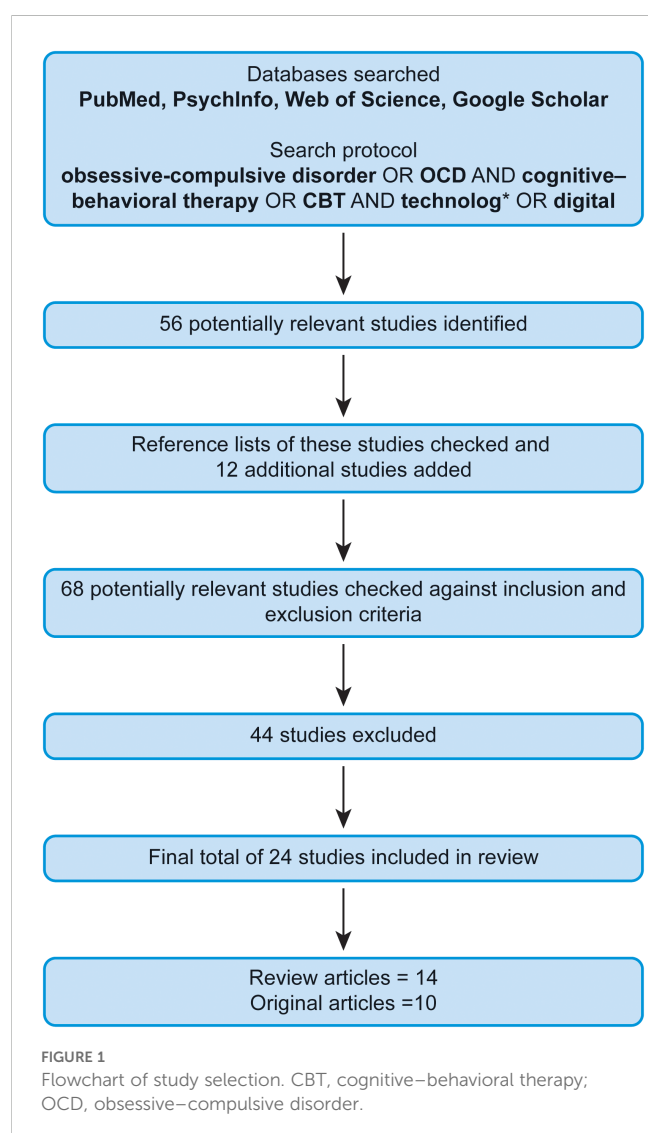 Databases searched
PubMed, PsychInfo, Web of Science, Google Scholar
Search protocol
obsessive-compulsive disorder OR OCD AND cognitive–
behavioral therapy OR CBT AND technolog* OR digital
56 potentially relevant studies identified
Reference lists of these studies checked and
12 additional studies added
68 potentially relevant studies checked against inclusion and
exclusion criteria
44 studies excluded
Final total of 24 studies included in review
Review articles = 14
Original articles =10
FIGURE 1
Flowchart of study selection. CBT, cognitive–behavioral therapy;
OCD, obsessive–compulsive disorder.